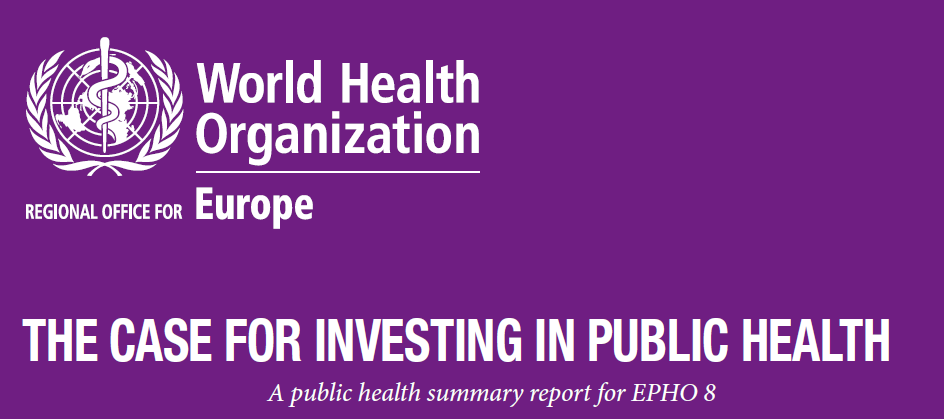 World Health
Organization
REGIONAL OFFICE FOR Europe
THE CASE FOR INVESTING IN PUBLIC HEALTH
A public health summary report for EPHO 8